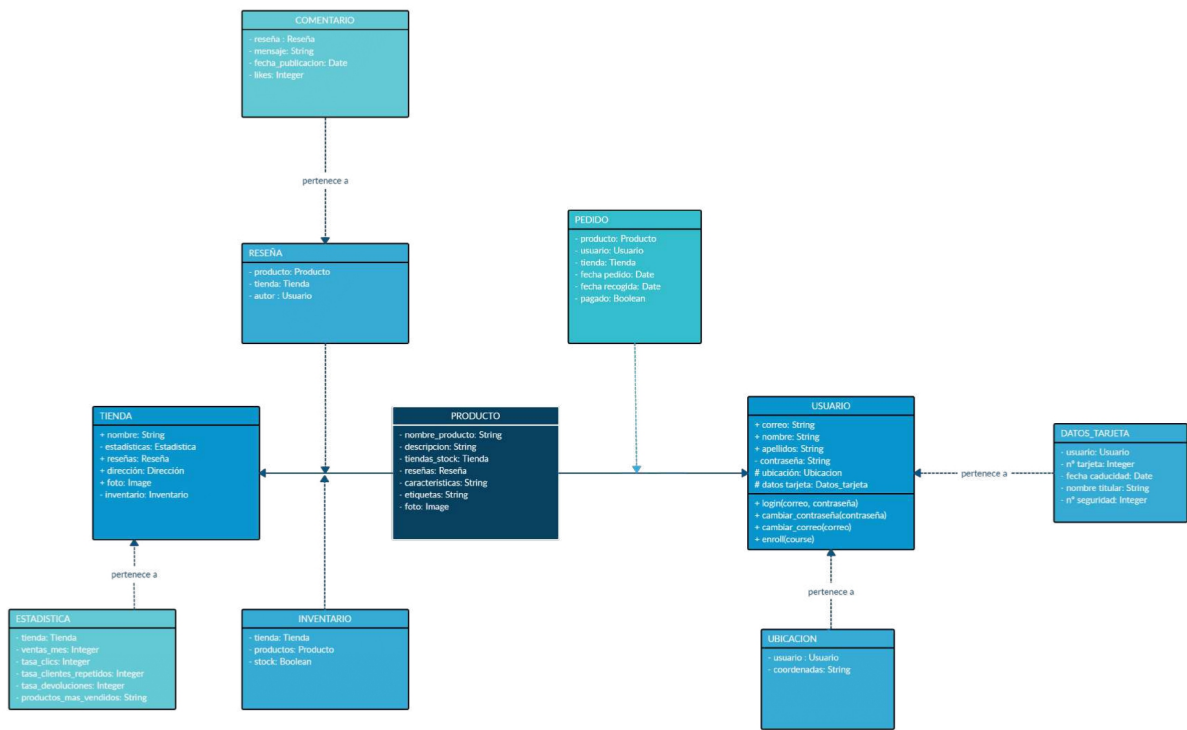 COMENTARIO
- reseña : Reseña
- mensaje: String
- fecha_publicacion: Date
- likes: Integer
pertenece a
RESEÑA
- producto: Producto
- tienda: Tienda
- autor : Usuario
PEDIDO
- producto: Producto
- usuario: Usuario
- tienda: Tienda
- fecha pedido: Date
- fecha recogida: Date
- pagado: Boolean
TIENDA
+ nombre: String
- estadísticas: Estadistica
+ reseñas: Reseña
+ dirección: Dirección
+ foto: Image
- inventario: Inventario
PRODUCTO
- nombre_producto: String
- descripcion: String
- tiendas_stock: Tienda
- reseñas: Reseña
- caracteristicas: String
- etiquetas: String
- foto: Image
USUARIO
+ correo: String
+ nombre: String
+ apellidos: String
- contraseña: String
# ubicación: Ubicacion
# datos tarjeta: Datos_tarjeta
+ login(correo, contraseña)
+ cambiar_contraseña(contraseña)
+ cambiar_correo(correo)
+ enroll(course)
pertenece a
DATOS_TARJETA
- usuario: Usuario
- nº tarjeta: Integer
- fecha caducidad: Date
- nombre titular: String
- nº seguridad: Integer
pertenece a
pertenece a
ESTADISTICA
- tienda: Tienda
- ventas_mes: Integer
- tasa_clics: Integer
- tasa_clientes_repetidos: Integer
- tasa_devoluciones: Integer
- productos_mas_vendidos: String
INVENTARIO
- tienda: Tienda
- productos: Producto
- stock: Boolean
UBICACION
- usuario : Usuario
- coordenadas: String